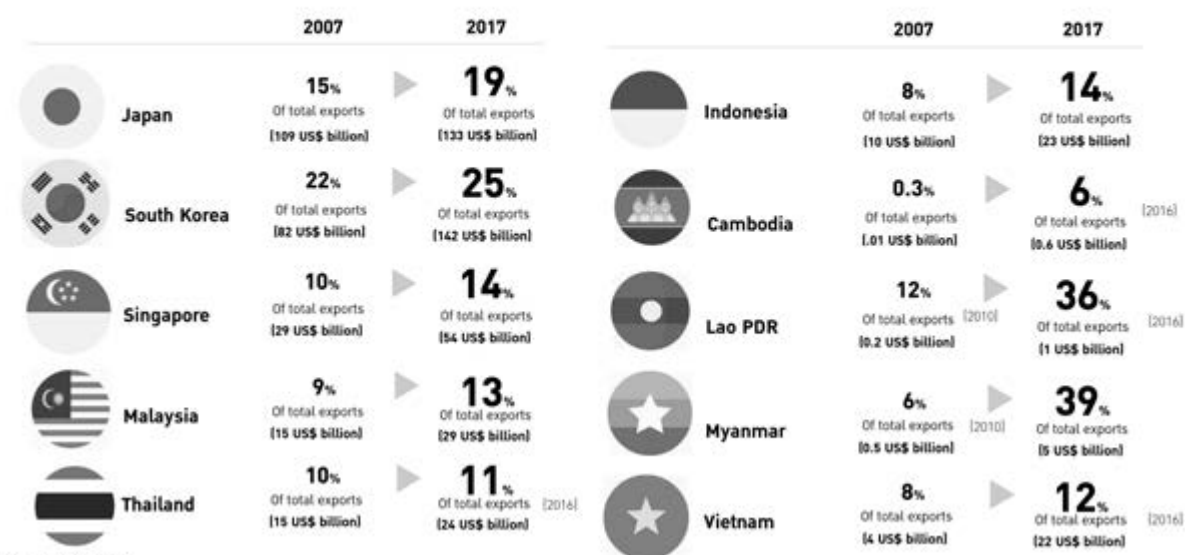 2007 2017
Japan
15%
Of total exports
(109 US$ billion)
19%
Of total exports
(133 US$ billion)
South Korea
22%
Of total exports
(82 US$ billion)
25%
Of total exports
(142 US$ billion)
Singapore
10%
Of total exports
(29 US$ billion)
14%
Of total exports
(54 US$ billion)
Malaysia
9%
Of total exports
(15 US$ billion)
13%
Of total exports
(29 US$ billion)
Thailand
10%
Of total exports
(15 US$ billion)
11%
Of total exports (2016)
(24 US$ billion)
2007 2017
Indonesia
8%
Of total exports
(10 US$ billion)
14%
Of total exports
(23 US$ billion)
Cambodia
0.3%
Of total exports
(.01 US$ billion)
6%
Of total exports (2016)
(0.6 US$ billion)
Lao PDR
12%
Of total exports (2010)
(0.2 US$ billion)
36%
Of total exports (2016)
(1 US$ billion)
Myanmar
6%
Of total exports (2010)
(0.5 US$ billion)
39%
Of total exports
(5 US$ billion)
Vietnam
8%
Of total exports
(4 US$ billion)
12%
Of total exports (2016)
(22 US$ billion)